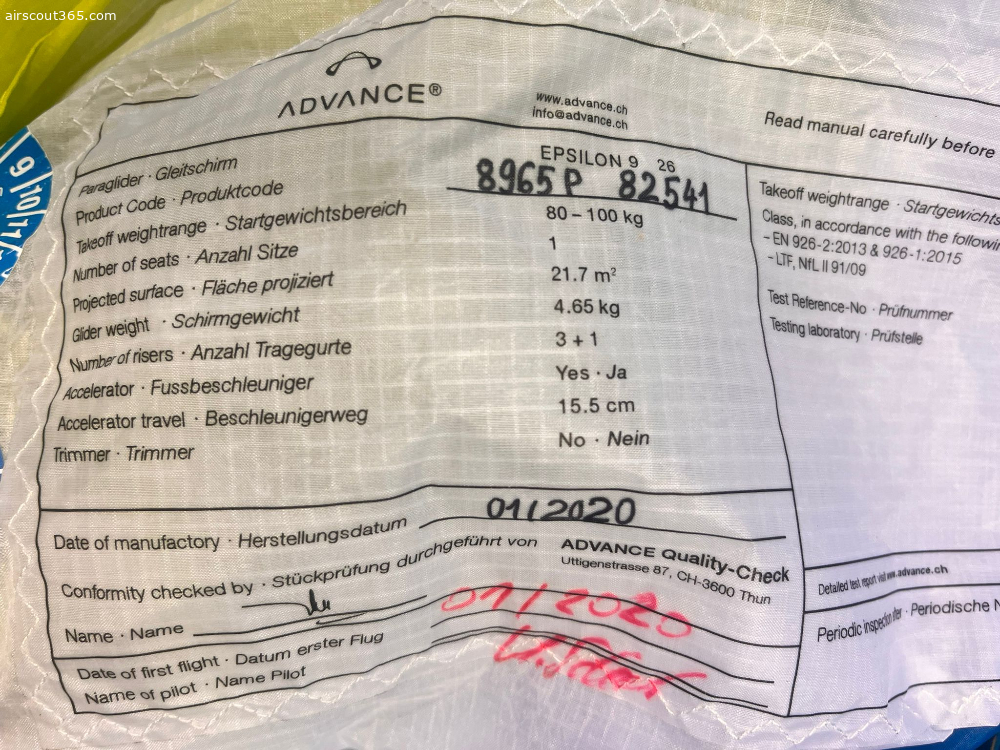 airscout365.com
ADVANCE®
www.advance.ch
info@advance.ch
Read manual carefully before
Paraglider · Gleitschirm EPSILON 9 26
Product Code · Produktcode 8965P 82541
Takeoff weightrange · Startgewichtsbereich 80 – 100 kg
Number of seats · Anzahl Sitze 1
Projected surface · Fläche projiziert 21.7 m²
Glider weight · Schirmgewicht 4.65 kg
Number of risers · Anzahl Tragegurte 3 + 1
Accelerator · Fussbeschleuniger Yes · Ja
Accelerator travel · Beschleunigerweg 15.5 cm
Trimmer · Trimmer No · Nein
Takeoff weightrange · Startgewichts
Class, in accordance with the followin
– EN 926-2:2013 & 926-1:2015
– LTF, NfL II 91/09
Test Reference-No · Prüfnummer
Testing laboratory · Prüfstelle
Date of manufactory · Herstellungsdatum 01/2020
Conformity checked by · Stückprüfung durchgeführt von ADVANCE Quality-Check
Uttigenstrasse 87, CH-3600 Thun
Name · Name
Date of first flight · Datum erster Flug 01/2020
Name of pilot · Name Pilot
Detailed test report visit www.advance.ch
Periodic inspection after · Periodische N
9
10
11